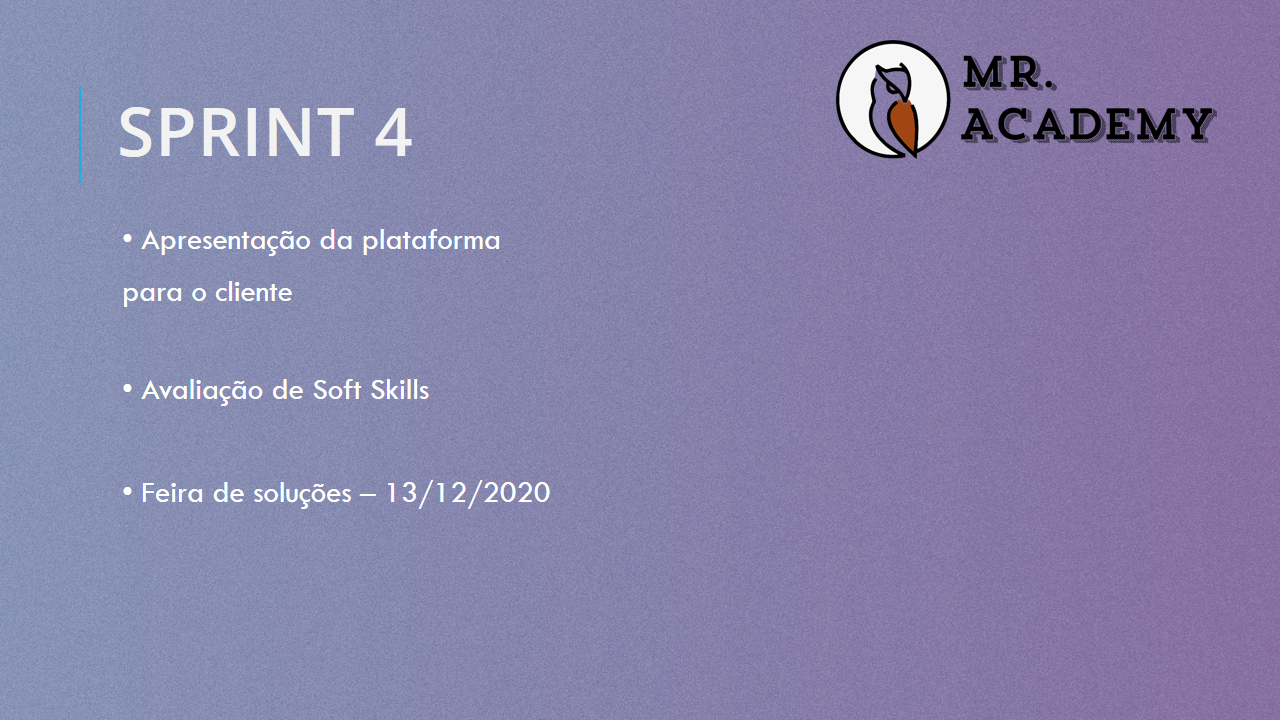 MR.
ACADEMY
SPRINT 4
• Apresentação da plataforma
para o cliente
• Avaliação de Soft Skills
• Feira de soluções – 13/12/2020